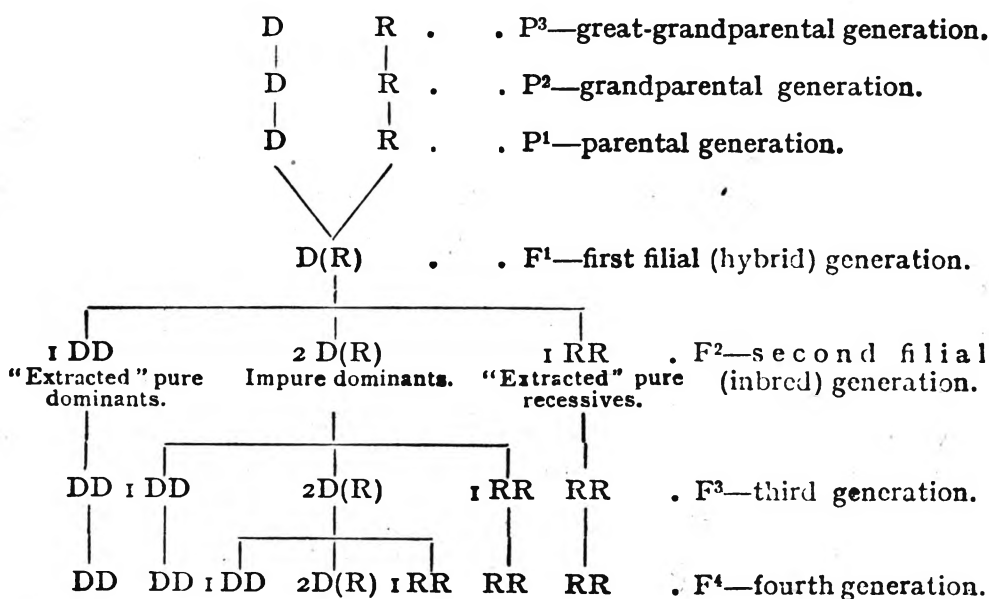 D R . . P³—great-grandparental generation.
D R . . P²—grandparental generation.
D R . . P¹—parental generation.
D(R) . . F¹—first filial (hybrid) generation.
1 DD 2 D(R) 1 RR . F²—second filial
"Extracted" pure Impure dominants. "Extracted" pure (inbred) generation.
dominants. recessives.
DD 1 DD 2D(R) 1 RR RR . F³—third generation.
DD DD 1 DD 2D(R) 1 RR RR RR . F⁴—fourth generation.